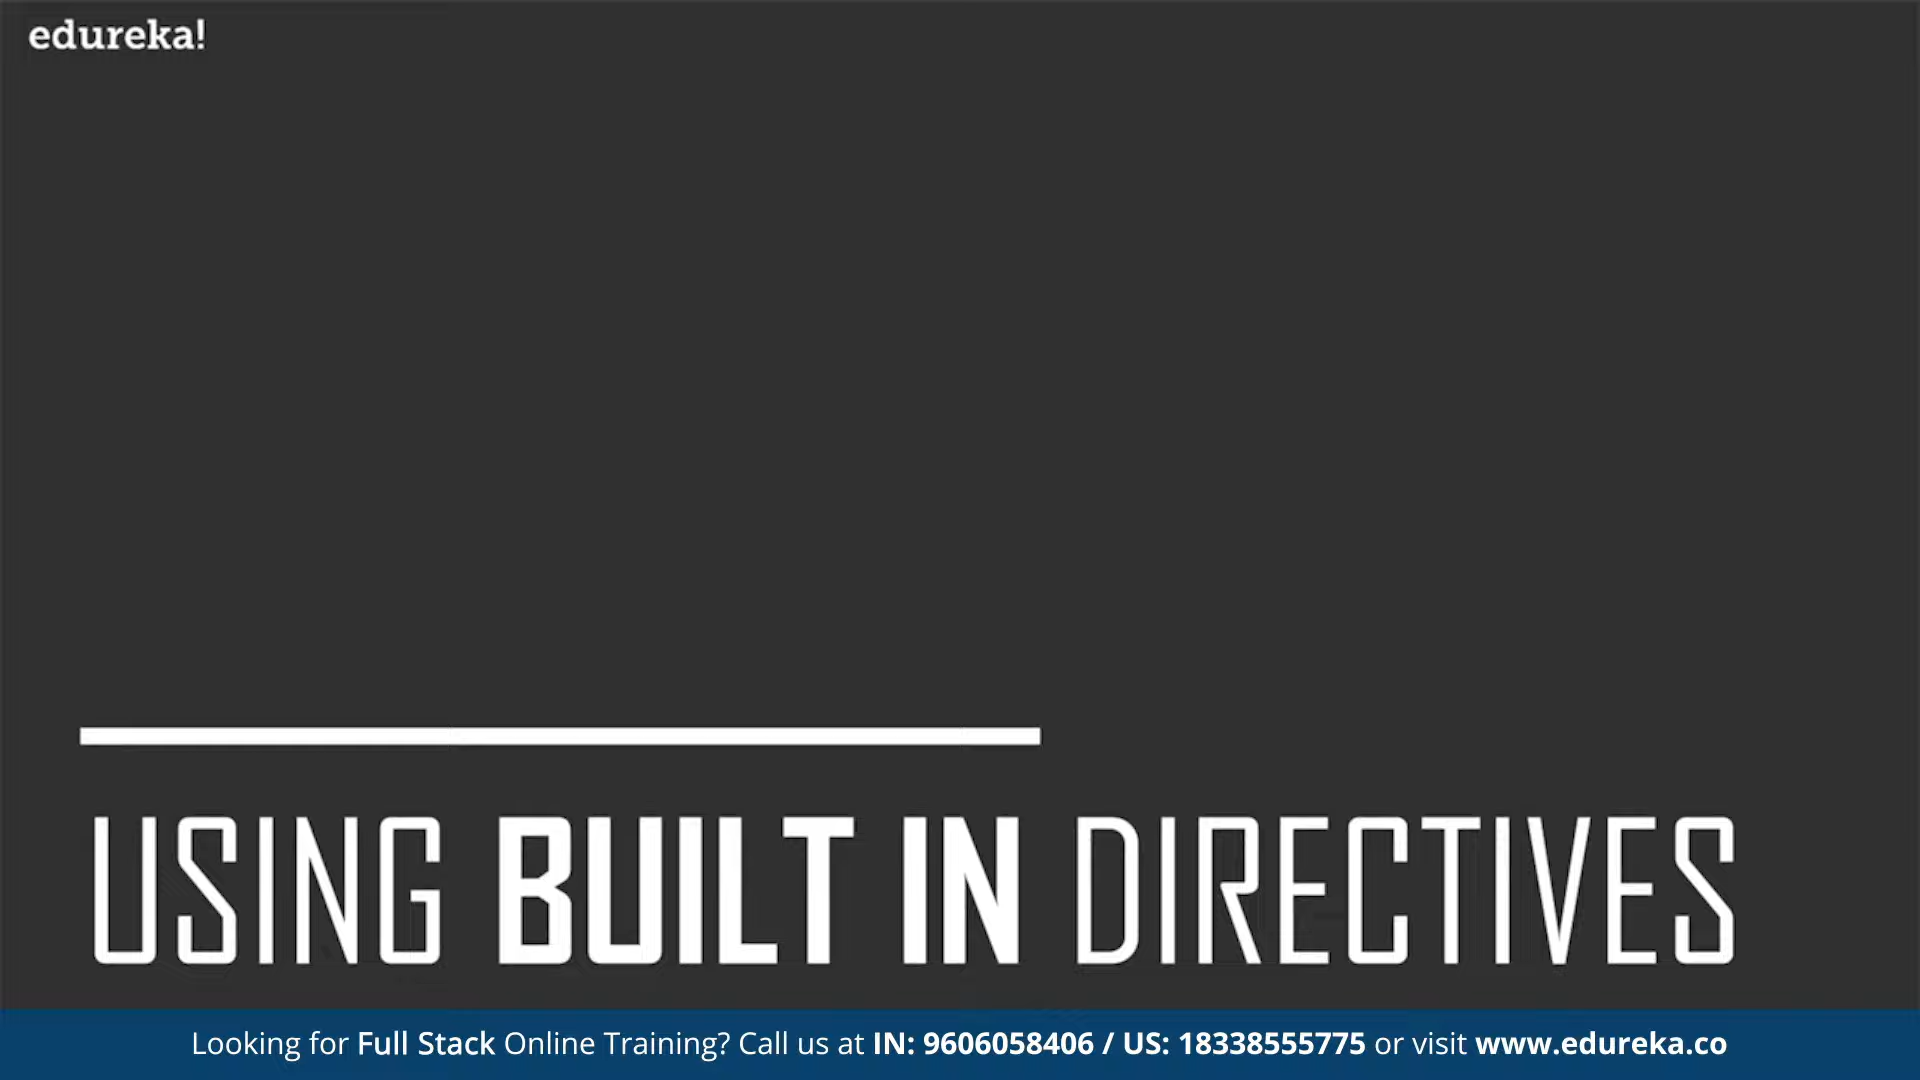 edureka!
USING BUILT IN DIRECTIVES
Looking for Full Stack Online Training? Call us at IN: 9606058406 / US: 18338555775 or visit www.edureka.co